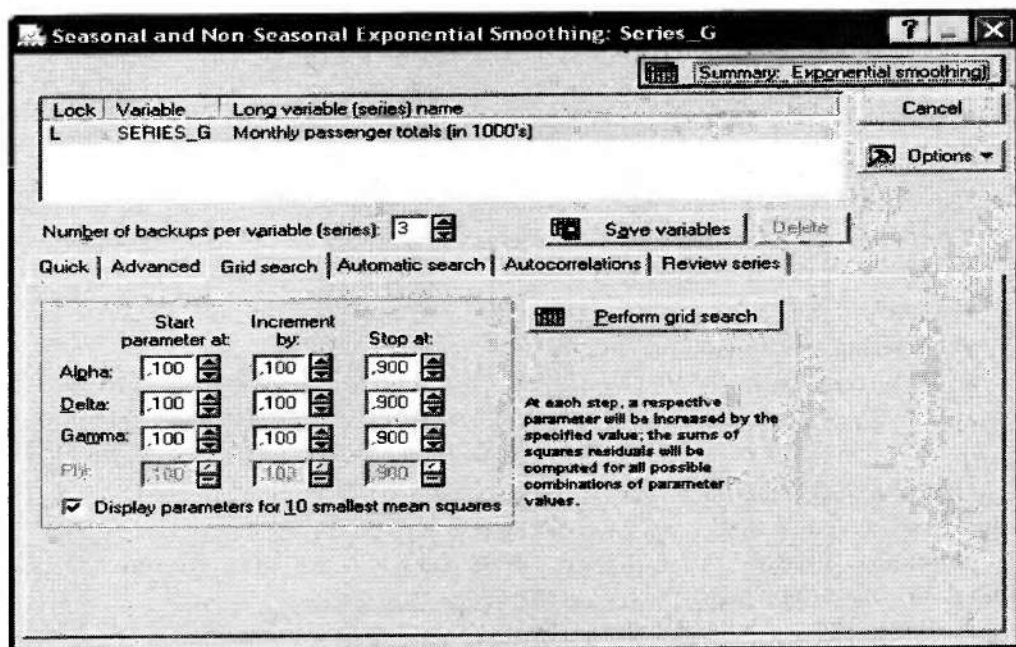 Seasonal and Non-Seasonal Exponential Smoothing: Series_G
Summary: Exponential smoothing
Lock Variable Long variable (series) name
Cancel
L SERIES_G Monthly passenger totals (in 1000's)
Options
Number of backups per variable (series): 3
Save variables
Delete
Quick Advanced Grid search Automatic search Autocorrelations Review series
Start parameter at:
Increment by:
Stop at:
Perform grid search
Alpha: .100 .100 .900
Delta: .100 .100 .900
Gamma: .100 .100 .900
Phi: .100 .100 .900
Display parameters for 10 smallest mean squares
At each step, a respective
parameter will be increased by the
specified value; the sums of
squares residuals will be
computed for all possible
combinations of parameter
values.